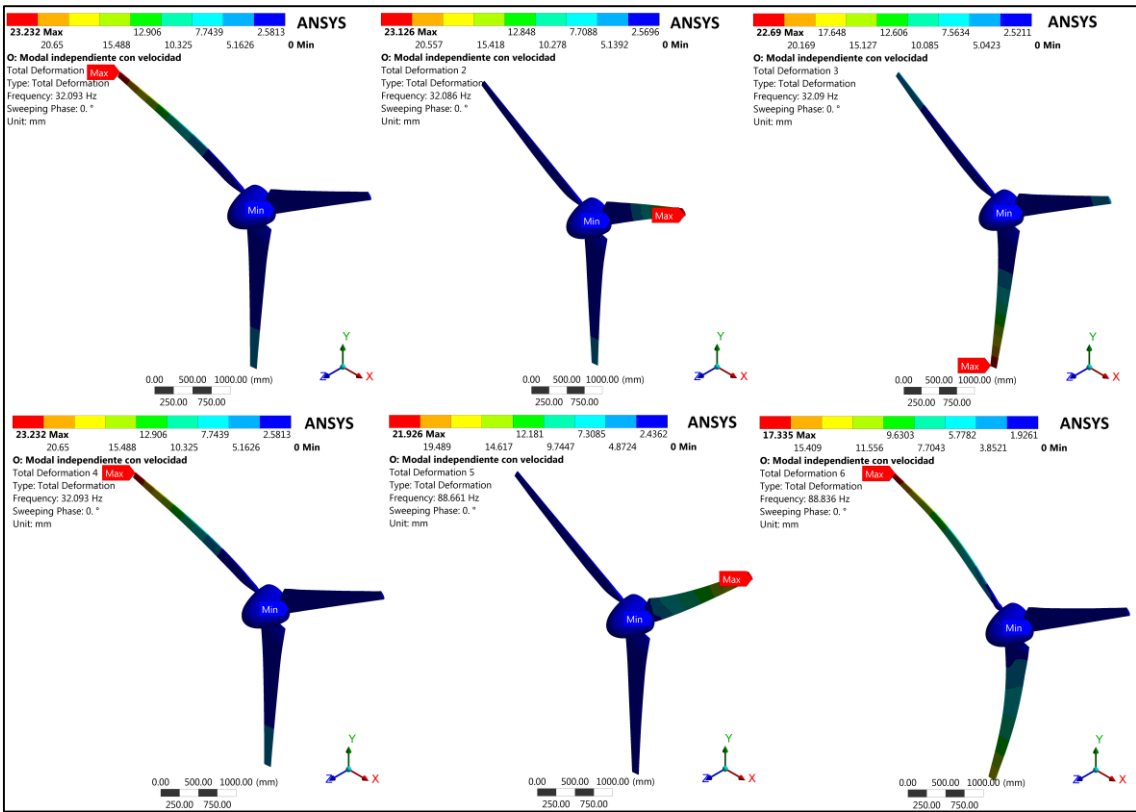 ANSYS
23.232 Max 12.906 7.7439 2.5813
20.65 15.488 10.325 5.1626 0 Min
O: Modal independiente con velocidad
Total Deformation
Type: Total Deformation
Frequency: 32.093 Hz
Sweeping Phase: 0. °
Unit: mm
Max
Min
Y
Z X
0.00 500.00 1000.00 (mm)
250.00 750.00
ANSYS
23.126 Max 12.848 7.7088 2.5696
20.557 15.418 10.278 5.1392 0 Min
O: Modal independiente con velocidad
Total Deformation 2
Type: Total Deformation
Frequency: 32.086 Hz
Sweeping Phase: 0. °
Unit: mm
Max
Min
Y
Z X
0.00 500.00 1000.00 (mm)
250.00 750.00
ANSYS
22.69 Max 17.648 12.606 7.5634 2.5211
20.169 15.127 10.085 5.0423 0 Min
O: Modal independiente con velocidad
Total Deformation 3
Type: Total Deformation
Frequency: 32.09 Hz
Sweeping Phase: 0. °
Unit: mm
Min
Max
Y
Z X
0.00 500.00 1000.00 (mm)
250.00 750.00
ANSYS
23.232 Max 12.906 7.7439 2.5813
20.65 15.488 10.325 5.1626 0 Min
O: Modal independiente con velocidad
Total Deformation 4
Type: Total Deformation
Frequency: 32.093 Hz
Sweeping Phase: 0. °
Unit: mm
Max
Min
Y
Z X
0.00 500.00 1000.00 (mm)
250.00 750.00
ANSYS
21.926 Max 12.181 7.3085 2.4362
19.489 14.617 9.7447 4.8724 0 Min
O: Modal independiente con velocidad
Total Deformation 5
Type: Total Deformation
Frequency: 88.661 Hz
Sweeping Phase: 0. °
Unit: mm
Max
Min
Y
Z X
0.00 500.00 1000.00 (mm)
250.00 750.00
ANSYS
17.335 Max 9.6303 5.7782 1.9261
15.409 11.556 7.7043 3.8521 0 Min
O: Modal independiente con velocidad
Total Deformation 6
Type: Total Deformation
Frequency: 88.836 Hz
Sweeping Phase: 0. °
Unit: mm
Max
Min
Y
Z X
0.00 500.00 1000.00 (mm)
250.00 750.00